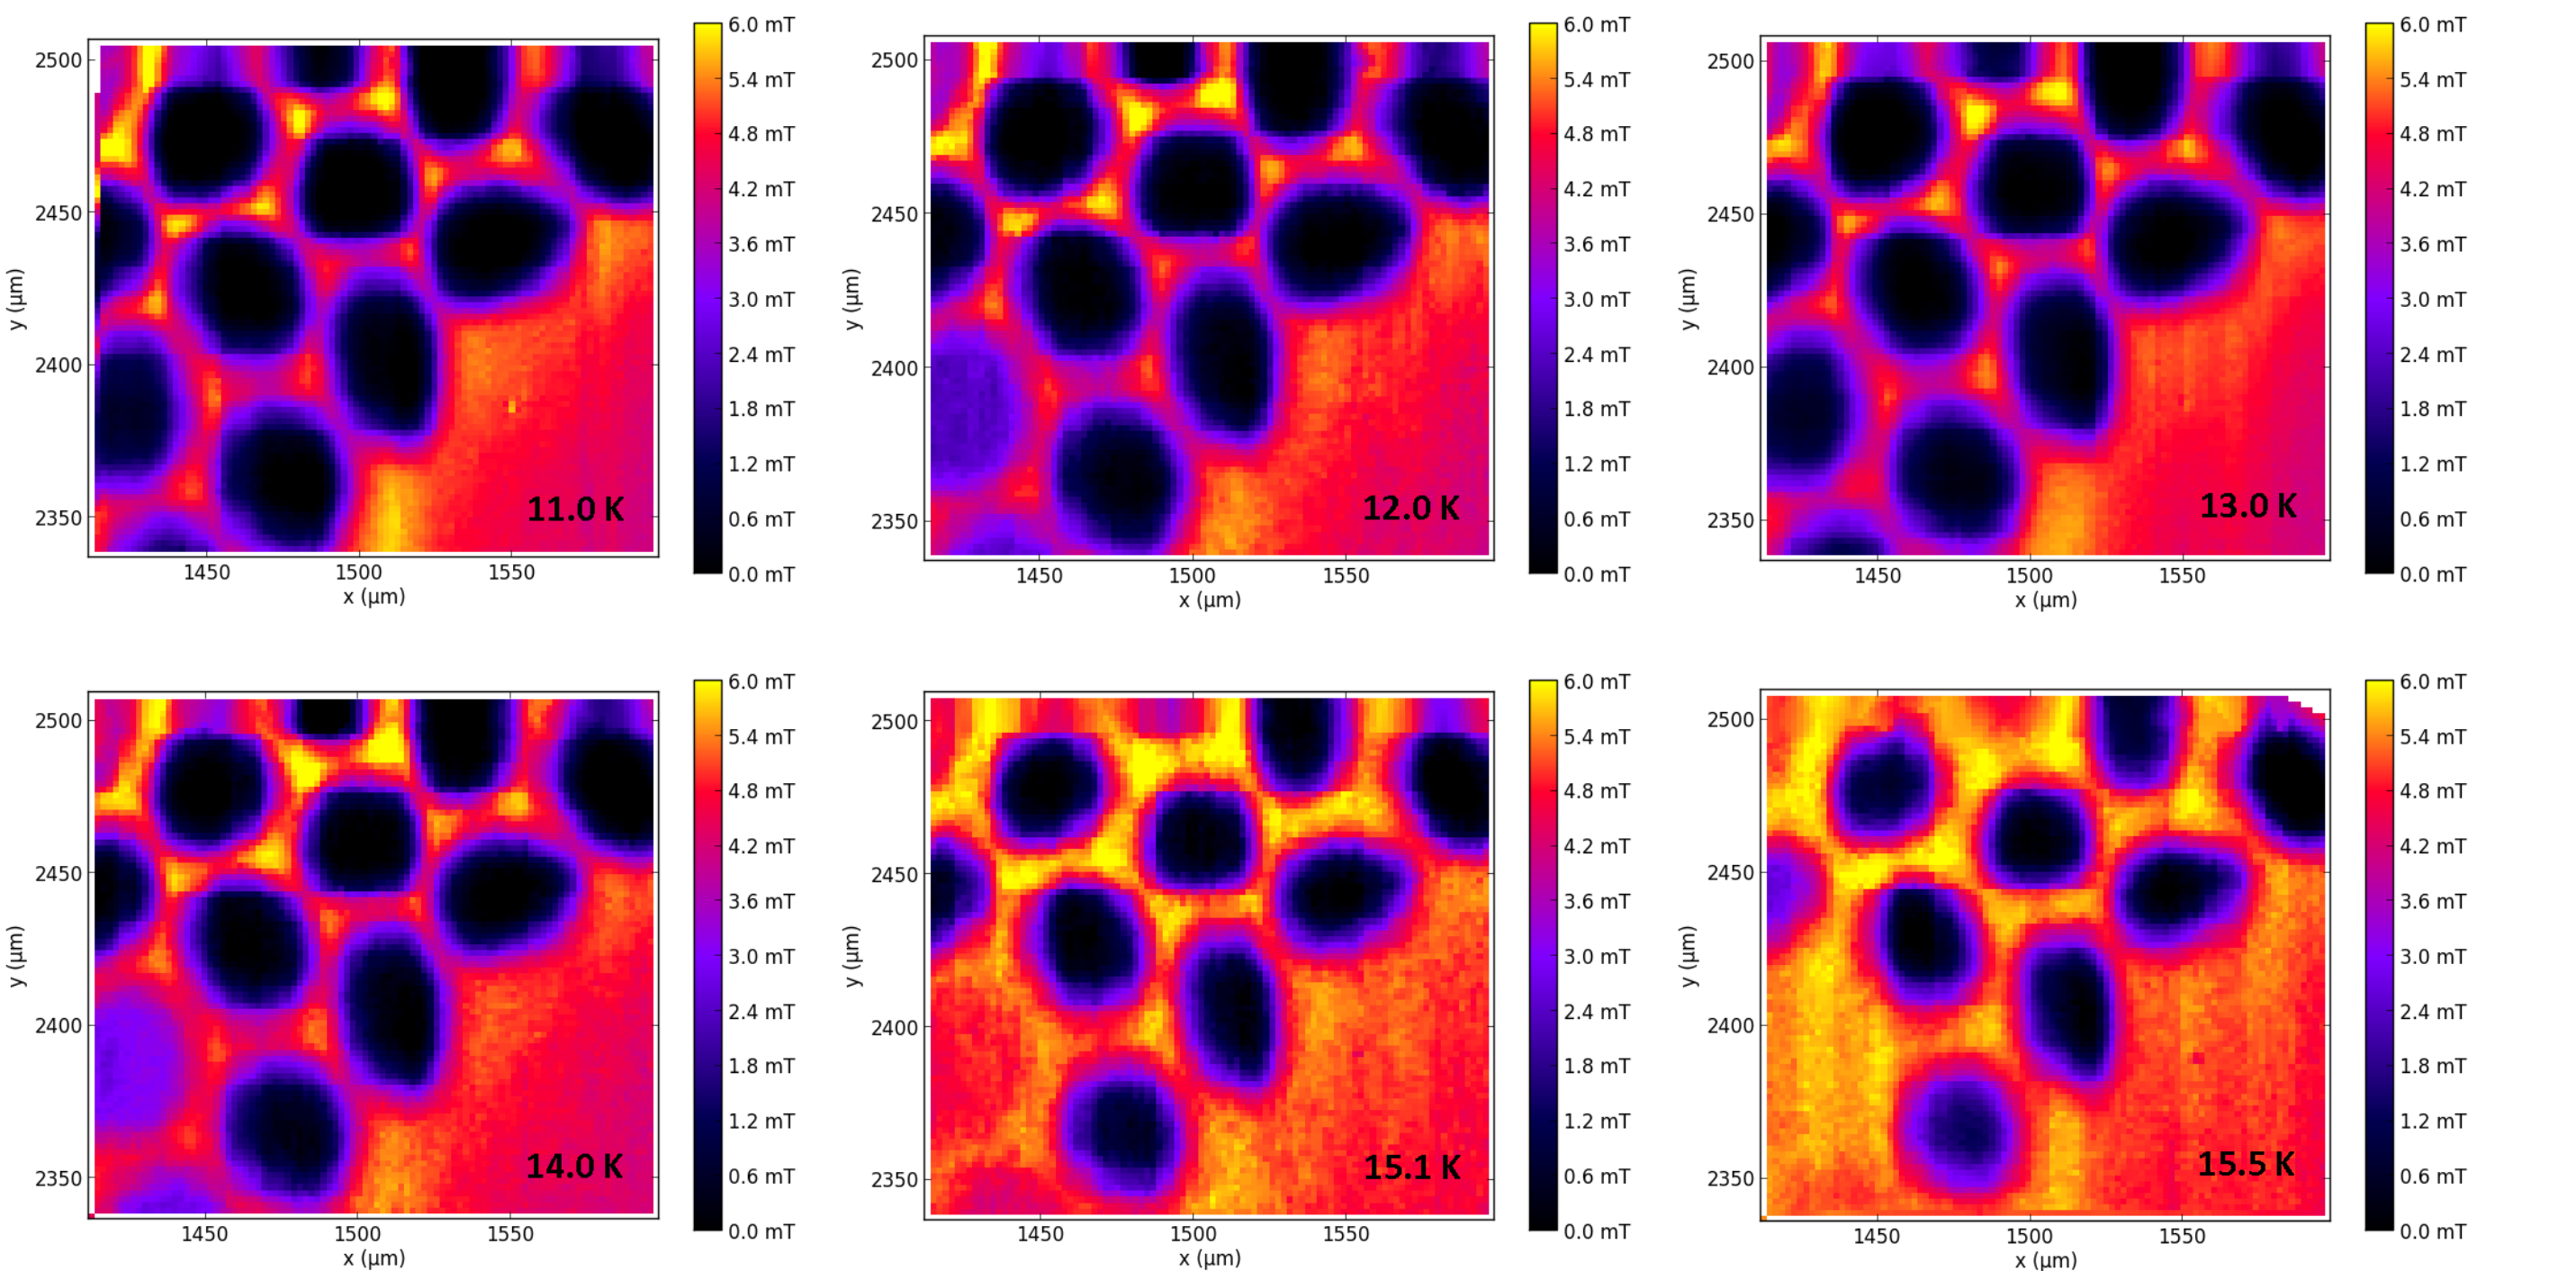 6.0 mT
5.4 mT
4.8 mT
4.2 mT
3.6 mT
3.0 mT
2.4 mT
1.8 mT
1.2 mT
0.6 mT
0.0 mT
2500
2450
2400
2350
y (µm)
1450 1500 1550
x (µm)
11.0 K
6.0 mT
5.4 mT
4.8 mT
4.2 mT
3.6 mT
3.0 mT
2.4 mT
1.8 mT
1.2 mT
0.6 mT
0.0 mT
2500
2450
2400
2350
y (µm)
1450 1500 1550
x (µm)
12.0 K
6.0 mT
5.4 mT
4.8 mT
4.2 mT
3.6 mT
3.0 mT
2.4 mT
1.8 mT
1.2 mT
0.6 mT
0.0 mT
2500
2450
2400
2350
y (µm)
1450 1500 1550
x (µm)
13.0 K
6.0 mT
5.4 mT
4.8 mT
4.2 mT
3.6 mT
3.0 mT
2.4 mT
1.8 mT
1.2 mT
0.6 mT
0.0 mT
2500
2450
2400
2350
y (µm)
1450 1500 1550
x (µm)
14.0 K
6.0 mT
5.4 mT
4.8 mT
4.2 mT
3.6 mT
3.0 mT
2.4 mT
1.8 mT
1.2 mT
0.6 mT
0.0 mT
2500
2450
2400
2350
y (µm)
1450 1500 1550
x (µm)
15.1 K
6.0 mT
5.4 mT
4.8 mT
4.2 mT
3.6 mT
3.0 mT
2.4 mT
1.8 mT
1.2 mT
0.6 mT
0.0 mT
2500
2450
2400
2350
y (µm)
1450 1500 1550
x (µm)
15.5 K